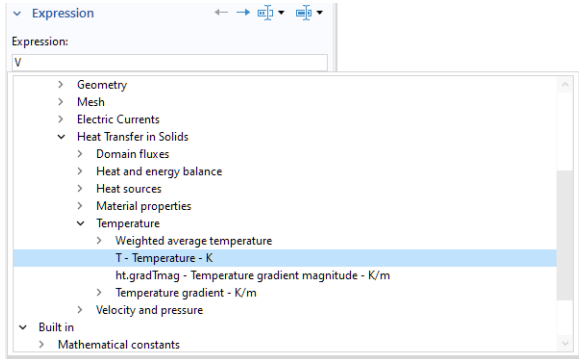 Expression
Expression:
V
Geometry
Mesh
Electric Currents
Heat Transfer in Solids
Domain fluxes
Heat and energy balance
Heat sources
Material properties
Temperature
Weighted average temperature
T - Temperature - K
ht.gradTmag - Temperature gradient magnitude - K/m
Temperature gradient - K/m
Velocity and pressure
Built in
Mathematical constants